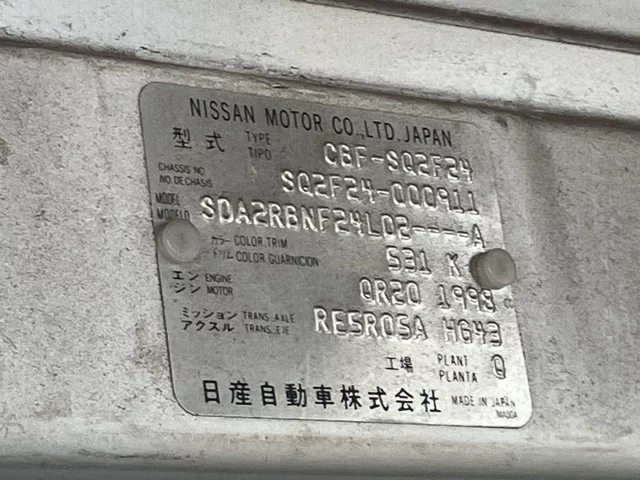 NISSAN MOTOR CO.,LTD. JAPAN
型式 TYPE TIPO CBF-SQ2F24
CHASSIS NO NO DE CHASIS SQ2F24-000911
MODEL MODELO SDA2RBNF24L02----A
カラー COLOR,TRIM トリム COLOR GUARNICION 531 K
エンジン ENGINE MOTOR QR20 1998 cc
ミッション TRANS. AXLE アクスル TRANS. EJE RE5R05A HG43
工場 PLANT PLANTA Q
日産自動車株式会社 MADE IN JAPAN